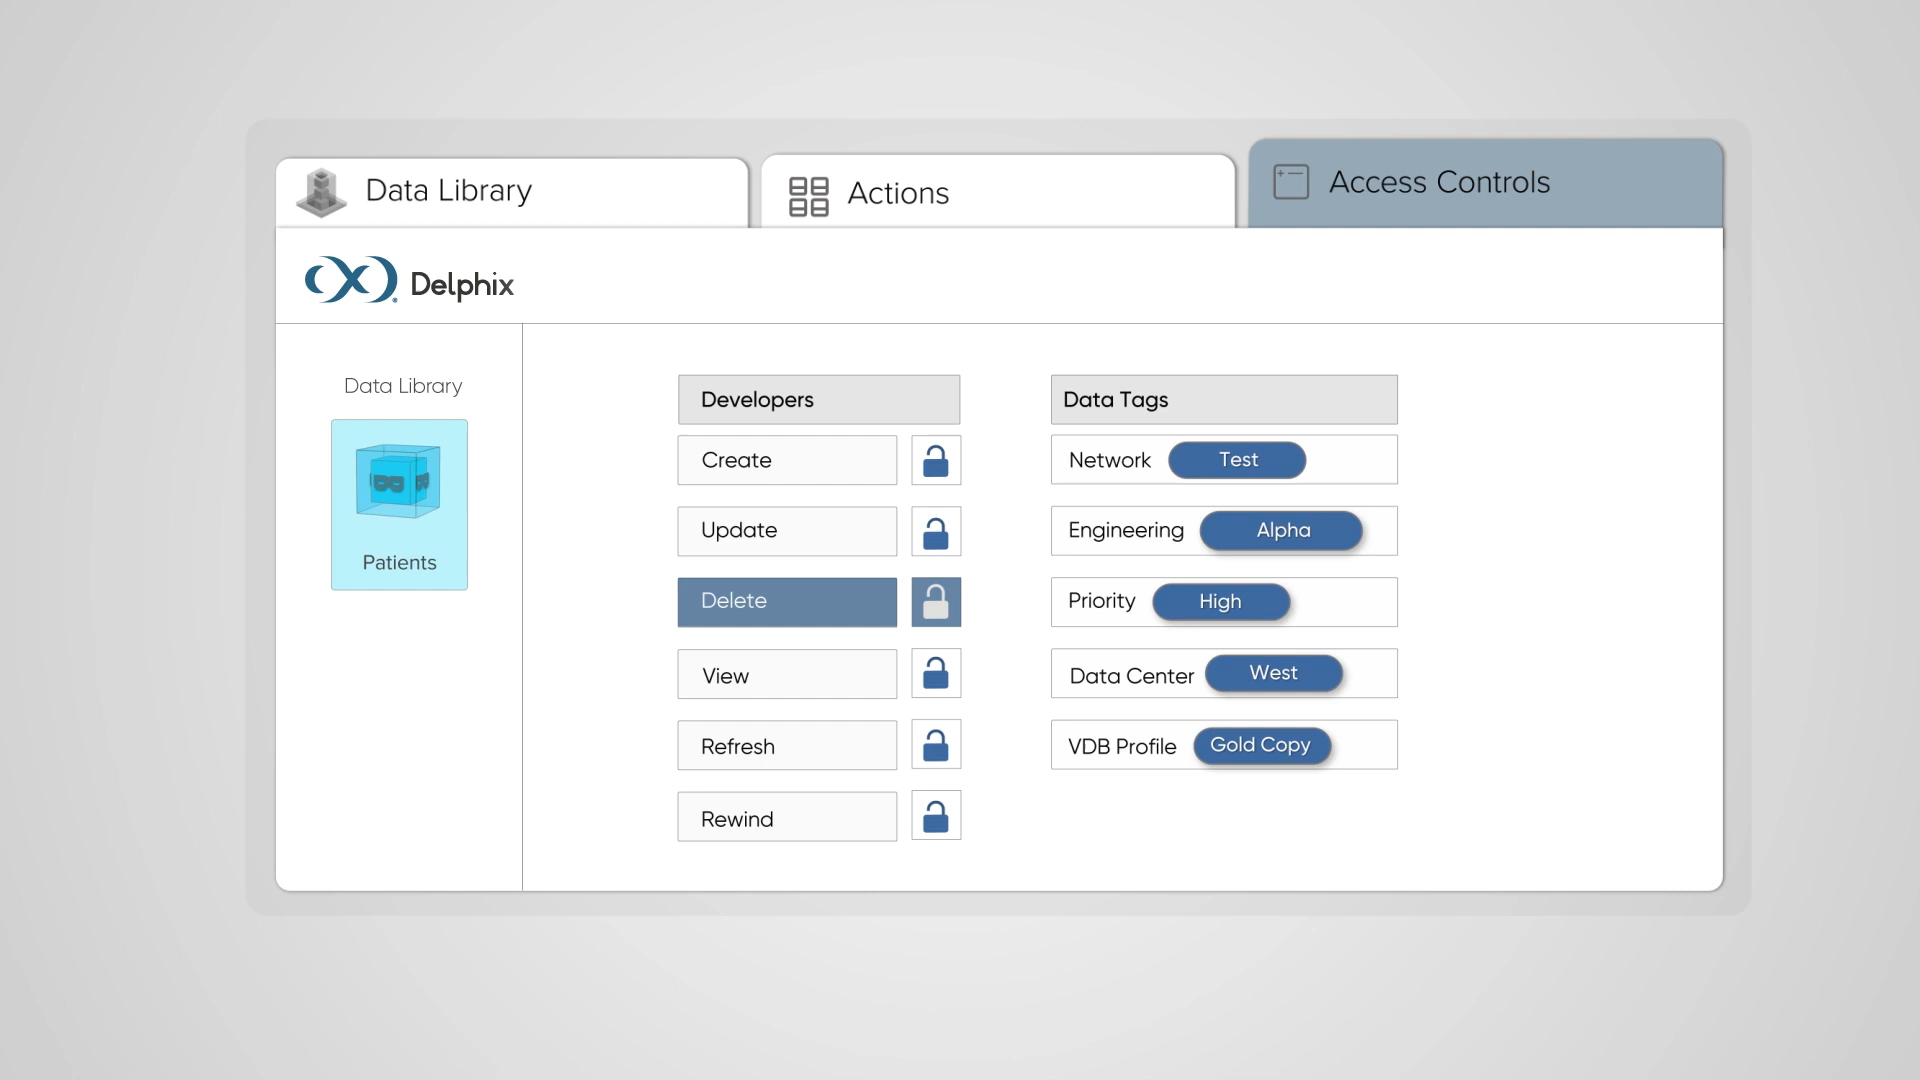 Data Library
Actions
Access Controls
Delphix
Data Library
Patients
Developers
Create
Update
Delete
View
Refresh
Rewind
Data Tags
Network Test
Engineering Alpha
Priority High
Data Center West
VDB Profile Gold Copy